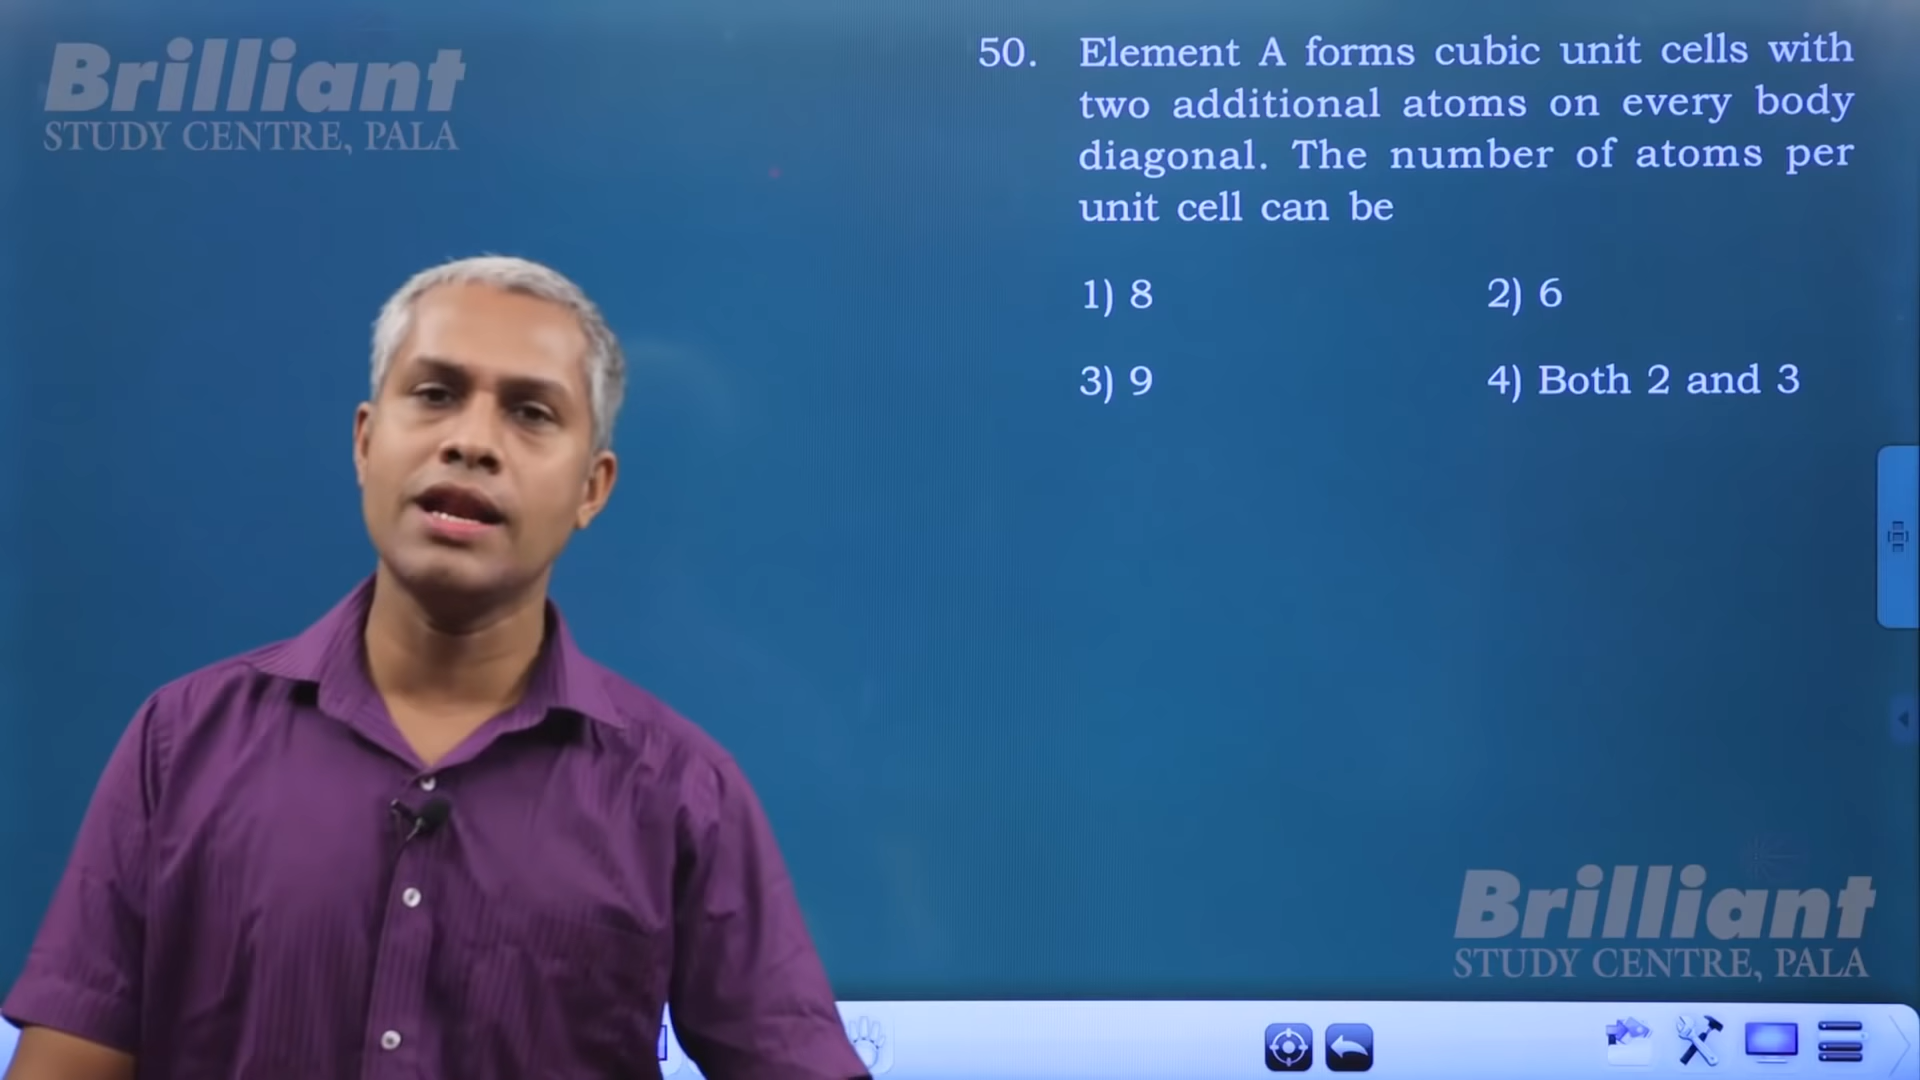 Brilliant
STUDY CENTRE, PALA
50. Element A forms cubic unit cells with
two additional atoms on every body
diagonal. The number of atoms per
unit cell can be
1) 8 2) 6
3) 9 4) Both 2 and 3
Brilliant
STUDY CENTRE, PALA